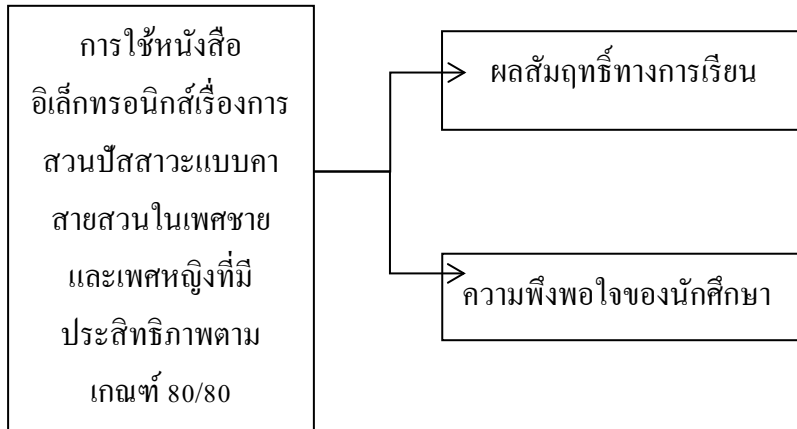 การใช้หนังสือ
อิเล็กทรอนิกส์เรื่องการ
สวนปัสสาวะแบบคา
สายสวนในเพศชาย
และเพศหญิงที่มี
ประสิทธิภาพตาม
เกณฑ์ 80/80
ผลสัมฤทธิ์ทางการเรียน
ความพึงพอใจของนักศึกษา